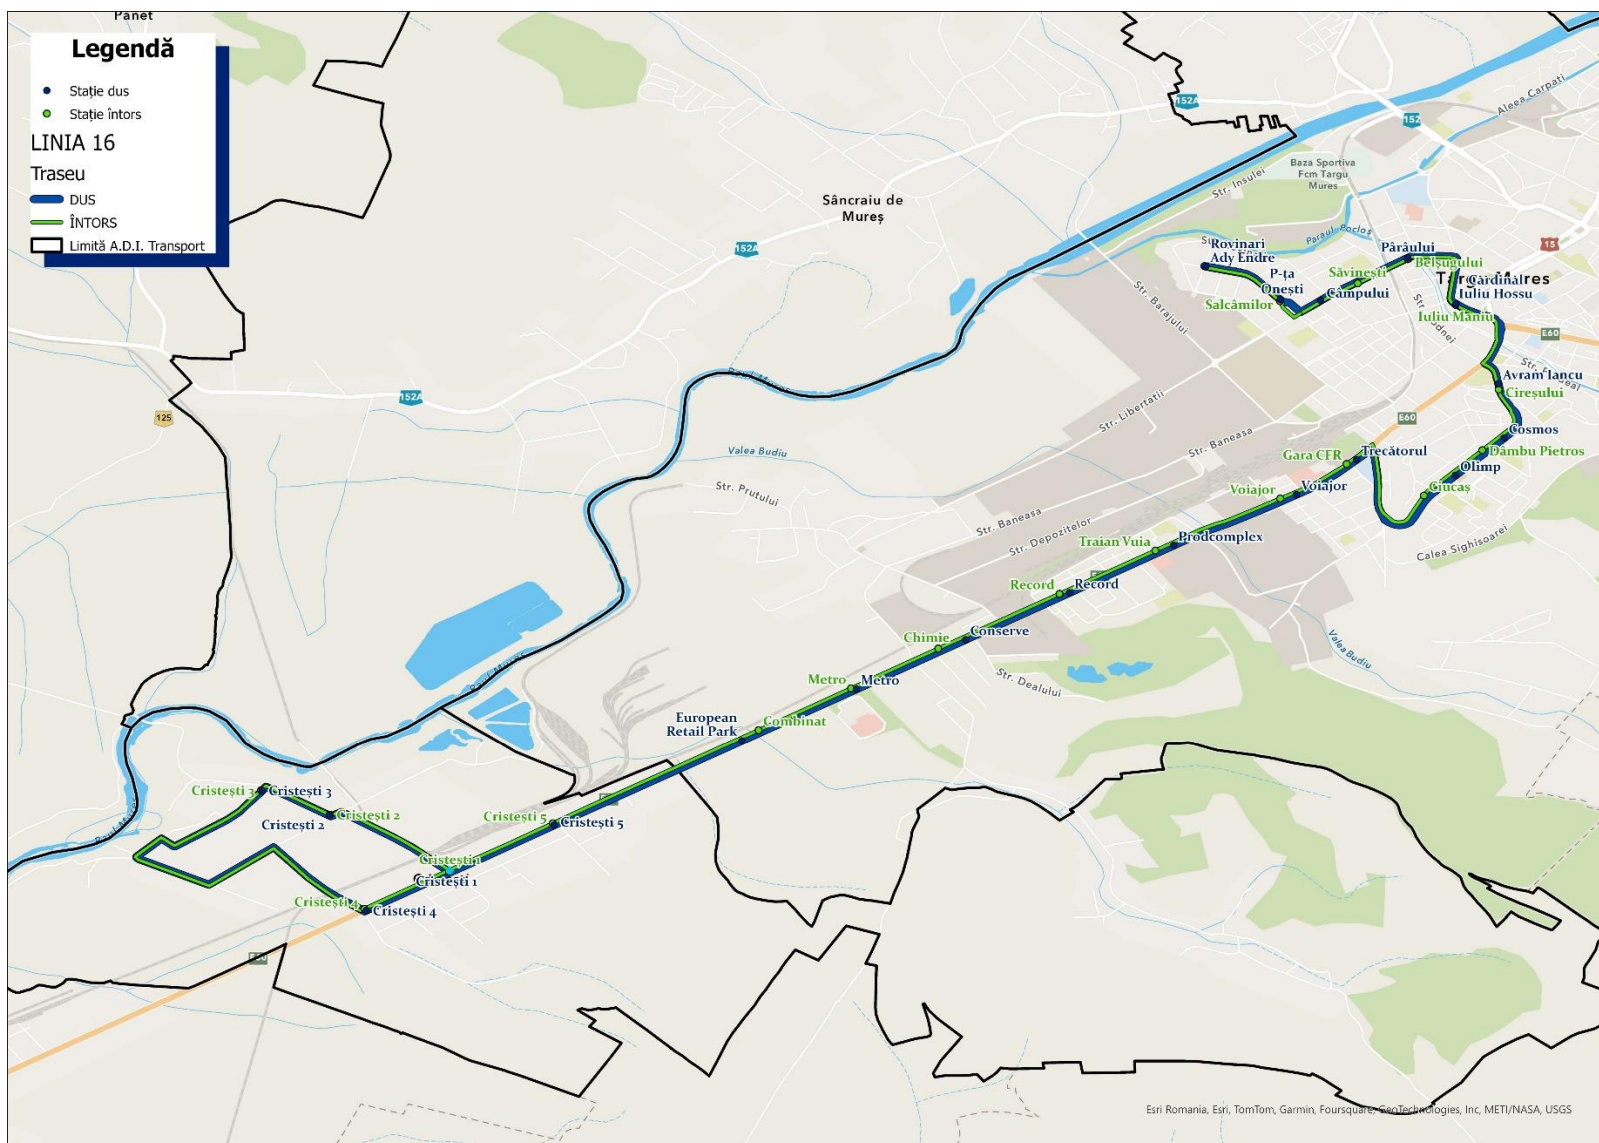 Panet
Legendă
Stație dus
Stație întors
LINIA 16
Traseu
DUS
ÎNTORS
Limită A.D.I. Transport
152A
152
Aleea Carpati
Baza Sportiva
Fcm Targu
Mures
Str. Insulei
Sâncraiu de
Mureș
Paraul Poclos
15
152A
Rovinari
Ady Endre
P-ța
Onești
Salcâmilor
Săvinești
Câmpului
Pârâului
Belșugului
Cardinal
Iuliu Hossu
Iuliu Maniu
Str. Barajului
E60
152A
125
Avram Iancu
Cireșului
Str. Libertatii
E60
Cosmos
Str. Baneasa
Valea Budiu
Gara CFR
Trecătorul
Dâmbu Pietros
Olimp
Str. Prutului
Voiajor
Voiajor
Ciucaș
Str. Baneasa
Str. Depozitelor
Traian Vuia
Prodcomplex
Calea Sighisoarei
Record
Record
Chimie
Conserve
Valea Budiu
Str. Dealului
Metro
Metro
European
Retail Park
Combinat
Cristești 3
Cristești 3
Cristești 2
Cristești 2
Cristești 5
Cristești 5
Cristești 1
Cristești 1
Cristești 4
Cristești 4
Esri Romania, Esri, TomTom, Garmin, Foursquare, GeoTechnologies, Inc, METI/NASA, USGS